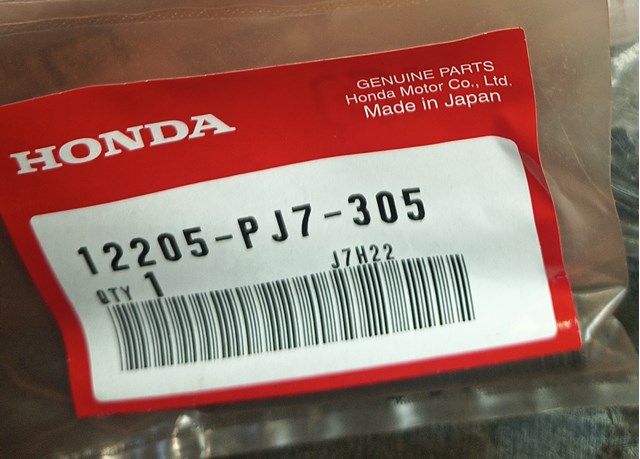 HONDA
GENUINE PARTS
Honda Motor Co., Ltd.
Made in Japan
12205-PJ7-305
J7H22
QTY 1